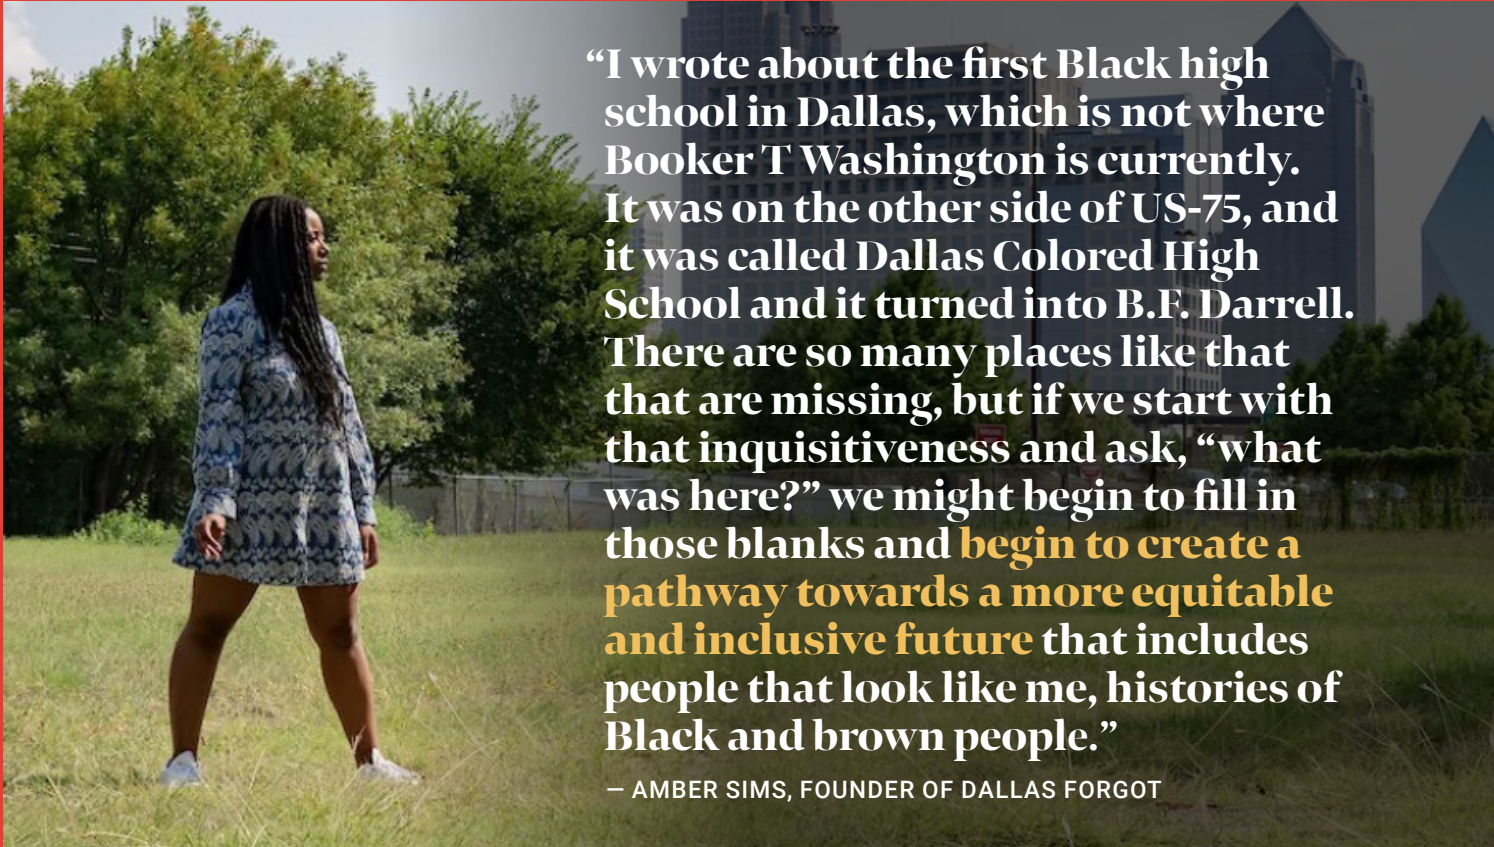 “I wrote about the first Black high
school in Dallas, which is not where
Booker T Washington is currently.
It was on the other side of US-75, and
it was called Dallas Colored High
School and it turned into B.F. Darrell.
There are so many places like that
that are missing, but if we start with
that inquisitiveness and ask, “what
was here?” we might begin to fill in
those blanks and begin to create a
pathway towards a more equitable
and inclusive future that includes
people that look like me, histories of
Black and brown people.”
— AMBER SIMS, FOUNDER OF DALLAS FORGOT